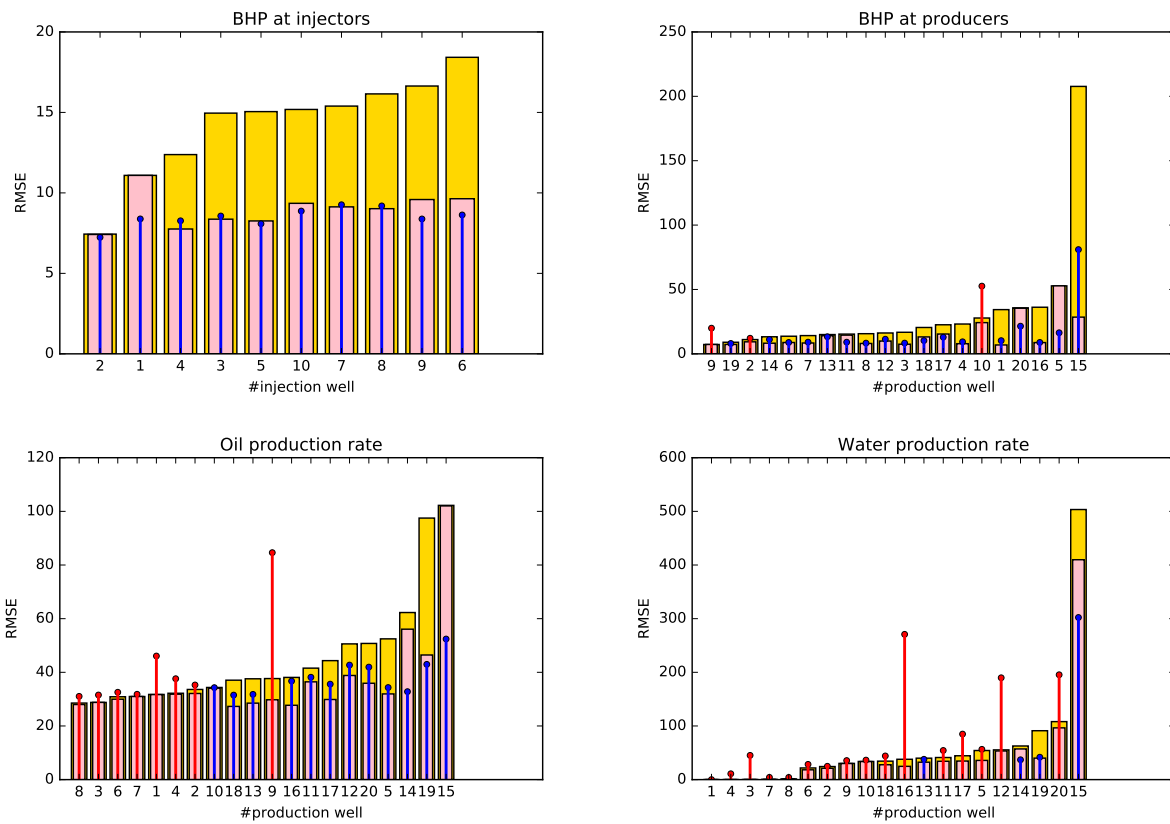 BHP at injectors
20
15
10
5
0
RMSE
2 1 4 3 5 10 7 8 9 6
#injection well
BHP at producers
250
200
150
100
50
0
RMSE
9 19 2 14 6 7 13 11 8 12 3 18 17 4 10 1 20 16 5 15
#production well
Oil production rate
120
100
80
60
40
20
0
RMSE
8 3 6 7 1 4 2 10 18 13 9 16 11 17 12 20 5 14 19 15
#production well
Water production rate
600
500
400
300
200
100
0
RMSE
1 4 3 7 8 6 2 9 10 18 16 13 11 17 5 12 14 19 20 15
#production well